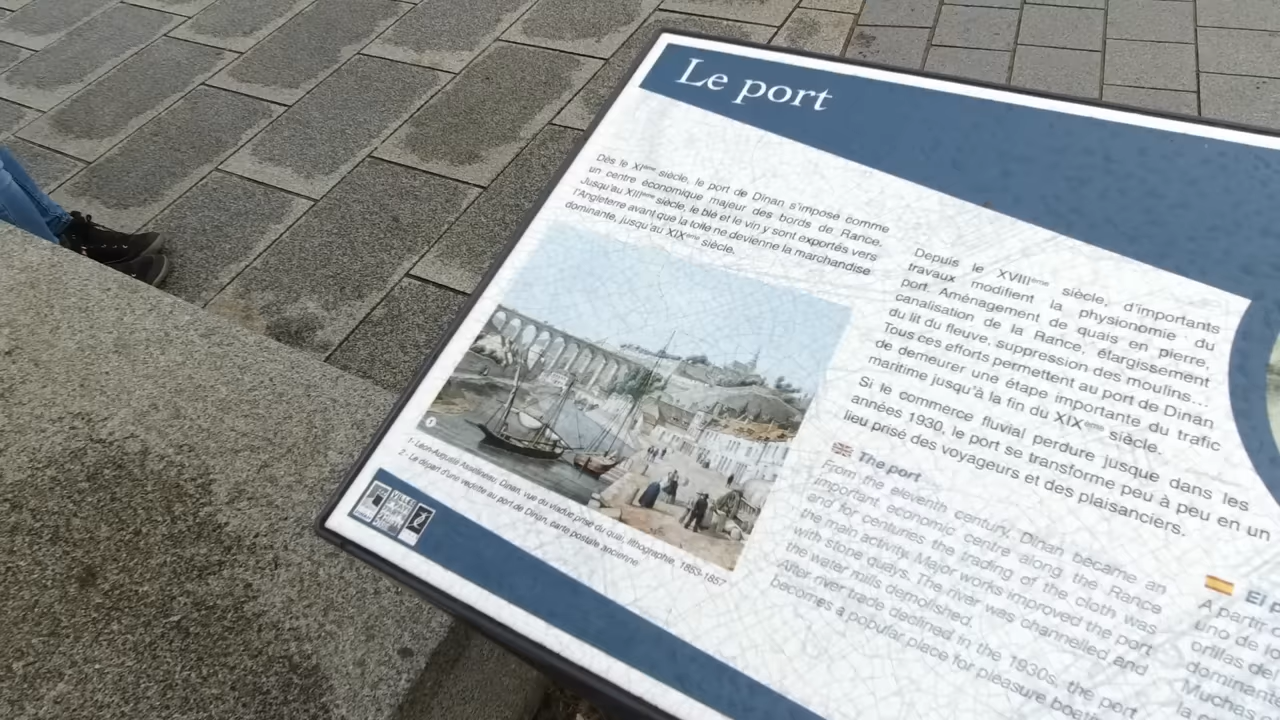 Le port
Dès le XIème siècle, le port de Dinan s'impose comme
un centre économique majeur des bords de Rance.
Jusqu'au XIIIème siècle, le blé et le vin y sont exportés vers
l'Angleterre avant que la toile ne devienne la marchandise
dominante, jusqu'au XIXème siècle.
1- Léon-Auguste Asselineau, Dinan, vue du viaduc prise du quai, lithographie, 1853-1857
2- Le départ d'une vedette au port de Dinan, carte postale ancienne
VILLE
Depuis le XVIIIème siècle, d'importants
travaux modifient la physionomie du
port. Aménagement de quais en pierre,
canalisation de la Rance, élargissement
du lit du fleuve, suppression des moulins...
Tous ces efforts permettent au port de Dinan
de demeurer une étape importante du trafic
maritime jusqu'à la fin du XIXème siècle.
Si le commerce fluvial perdure jusque dans les
années 1930, le port se transforme peu à peu en un
lieu prisé des voyageurs et des plaisanciers.
The port
From the eleventh century, Dinan became an
important economic centre along the Rance
and for centuries the trading of the cloth was
the main activity. Major works improved the port
with stone quays. The river was channelled and
the water mills demolished.
After river trade declined in the 1930s, the port
becomes a popular place for pleasure
El
A partir
uno de
orillas del
dominante
Muchas
la